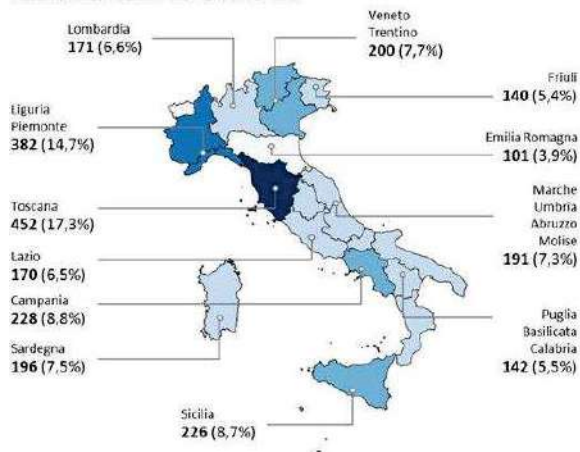 Lombardia
171 (6,6%)
Veneto
Trentino
200 (7,7%)
Friuli
140 (5,4%)
Liguria
Piemonte
382 (14,7%)
Emilia Romagna
101 (3,9%)
Toscana
452 (17,3%)
Marche
Umbria
Abruzzo
Molise
191 (7,3%)
Lazio
170 (6,5%)
Campania
228 (8,8%)
Sardegna
196 (7,5%)
Puglia
Basilicata
Calabria
142 (5,5%)
Sicilia
226 (8,7%)